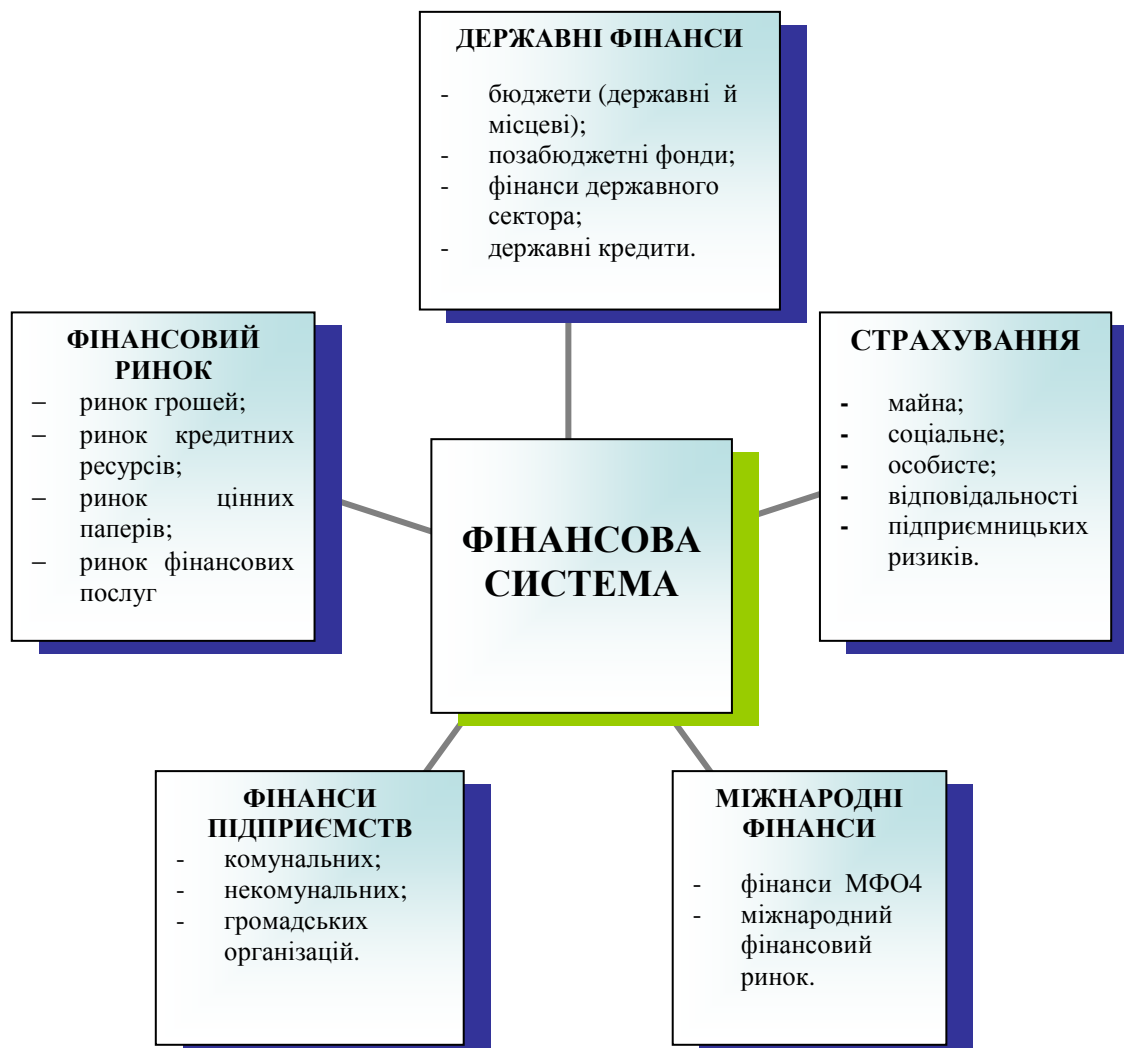 ДЕРЖАВНІ ФІНАНСИ
- бюджети (державні й
місцеві);
- позабюджетні фонди;
- фінанси державного
сектора;
- державні кредити.
ФІНАНСОВИЙ
РИНОК
– ринок грошей;
– ринок кредитних
ресурсів;
– ринок цінних
паперів;
– ринок фінансових
послуг
СТРАХУВАННЯ
- майна;
- соціальне;
- особисте;
- відповідальності
- підприємницьких
ризиків.
ФІНАНСОВА
СИСТЕМА
ФІНАНСИ
ПІДПРИЄМСТВ
- комунальних;
- некомунальних;
- громадських
організацій.
МІЖНАРОДНІ
ФІНАНСИ
- фінанси МФО4
- міжнародний
фінансовий
ринок.